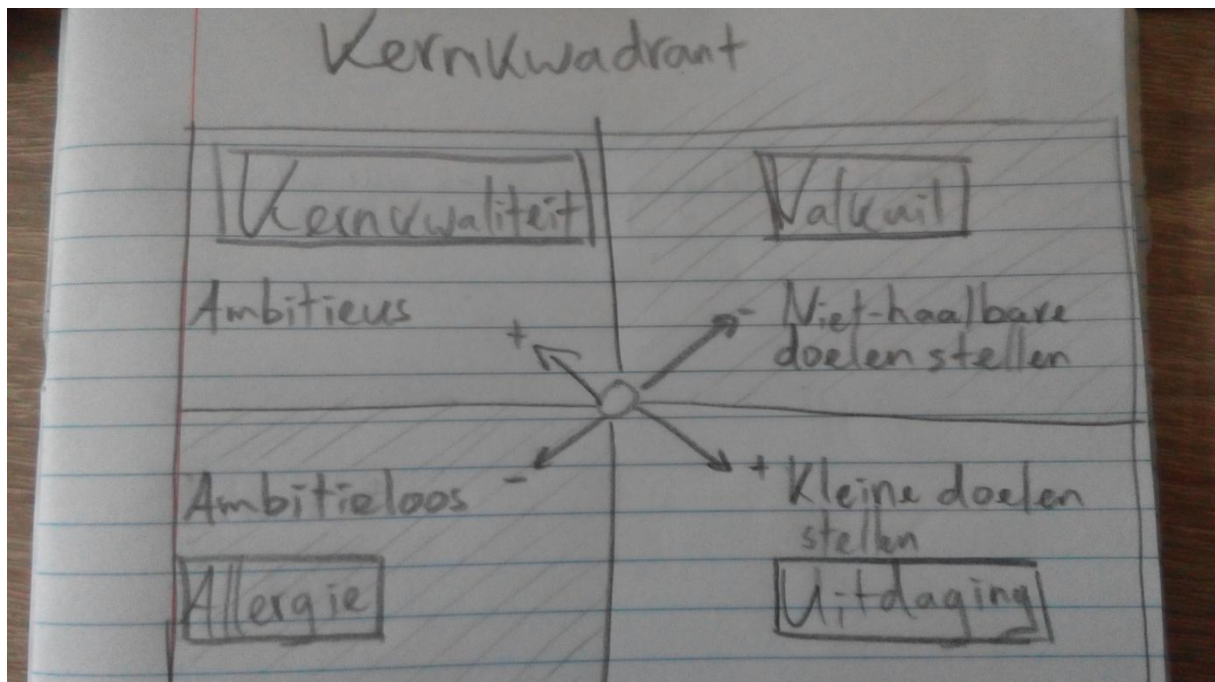 Kernkwadrant
Kernkwaliteit
Valkuil
Ambitieus
+
- Niet-haalbare
doelen stellen
Ambitieloos -
+ Kleine doelen
stellen
Allergie
Uitdaging